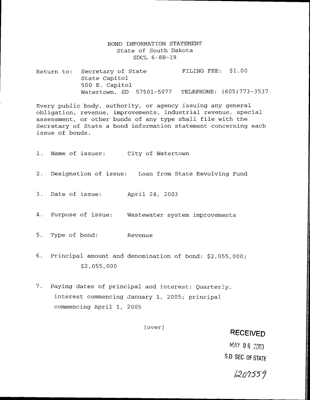 BOND INFORMATION STATEMENT
State of South Dakota
SDCL 6-8B-19
Return to: Secretary of State FILING FEE: $1.00
State Capitol
500 E. Capitol
Watertown, SD 57501-5077 TELEPHONE: (605)773-3537
Every public body, authority, or agency issuing any general
obligation, revenue, improvements, industrial revenue, special
assessment, or other bonds of any type shall file with the
Secretary of State a bond information statement concerning each
issue of bonds.
1. Name of issuer: City of Watertown
2. Designation of issue: Loan from State Revolving Fund
3. Date of issue: April 24, 2003
4. Purpose of issue: Wastewater system improvements
5. Type of bond: Revenue
6. Principal amount and denomination of bond: $2,055,000;
$2,055,000
7. Paying dates of principal and interest: Quarterly,
interest commencing January 1, 2005; principal
commencing April 1, 2005
[over]
RECEIVED
MAY 06 2003
S.D. SEC. OF STATE
1207559